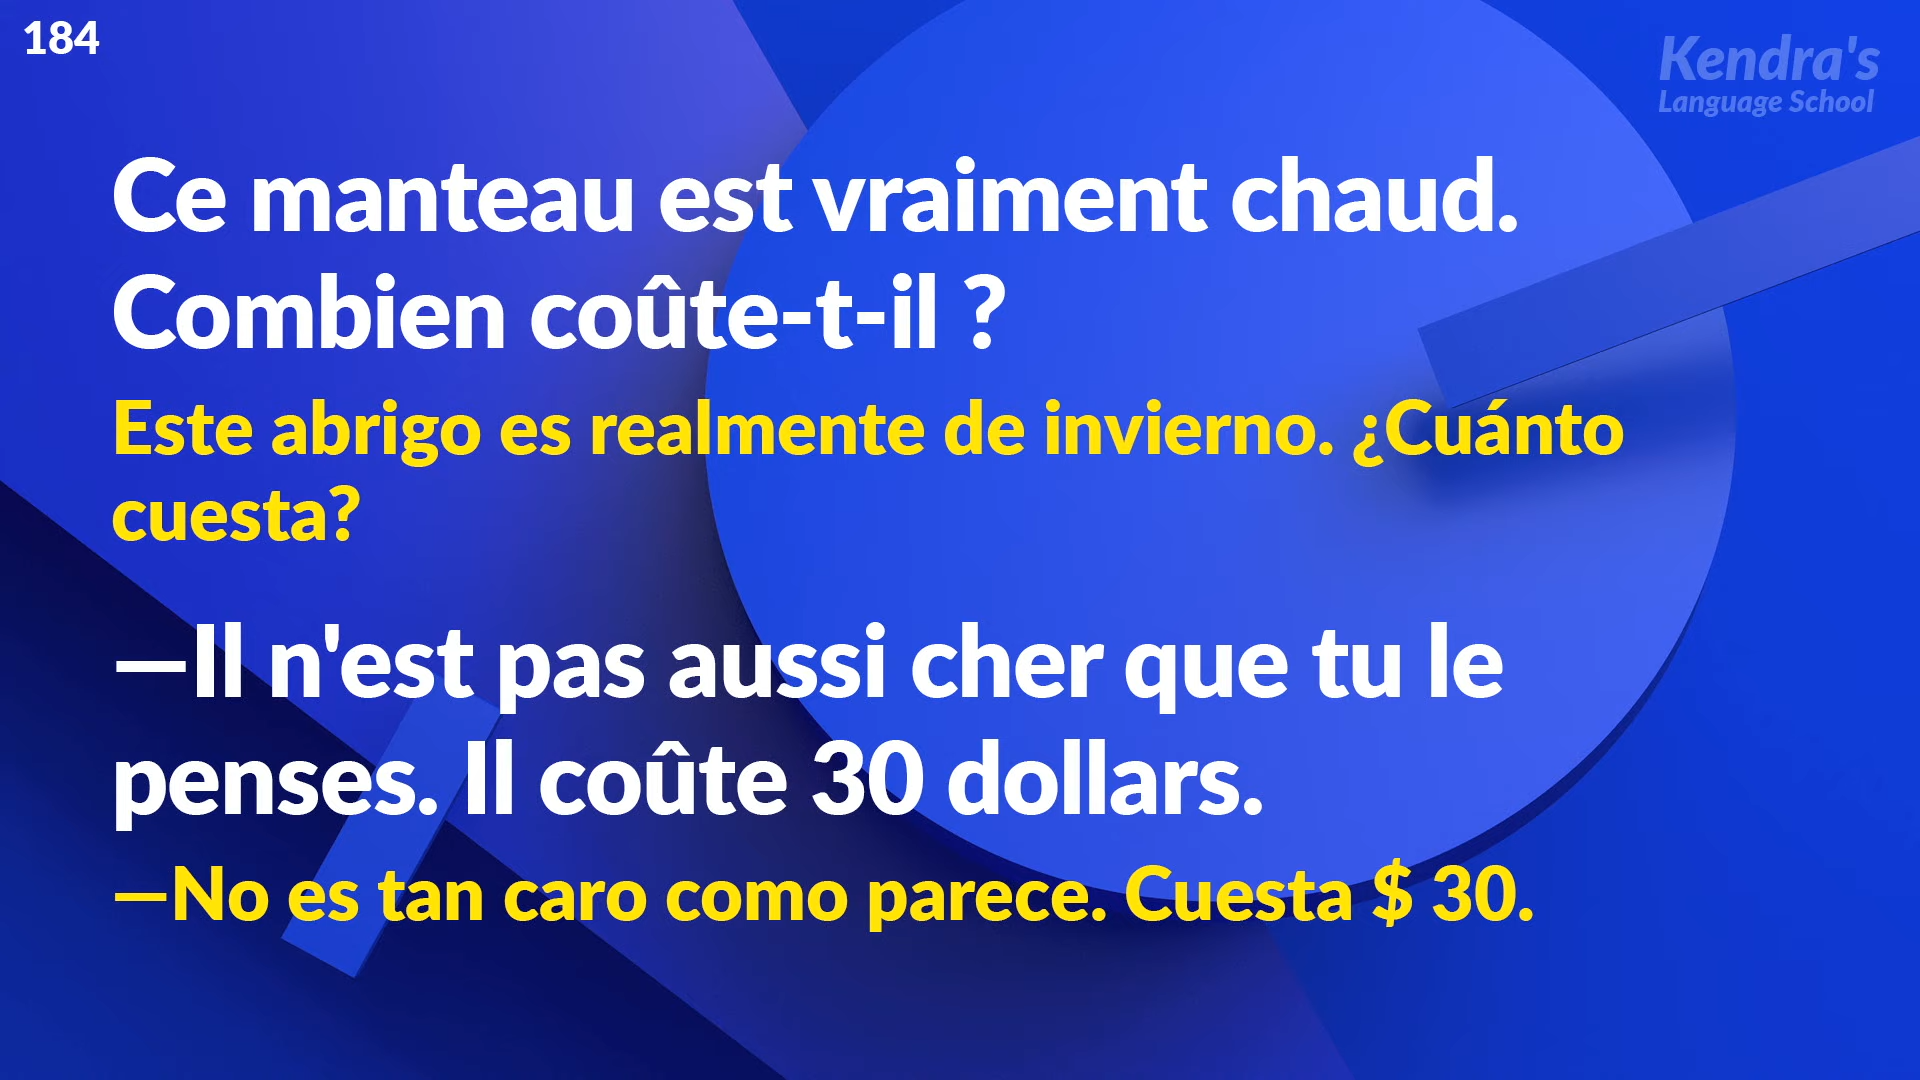 184
Kendra's
Language School
Ce manteau est vraiment chaud.
Combien coûte-t-il ?
Este abrigo es realmente de invierno. ¿Cuánto
cuesta?
—Il n'est pas aussi cher que tu le
penses. Il coûte 30 dollars.
—No es tan caro como parece. Cuesta $ 30.